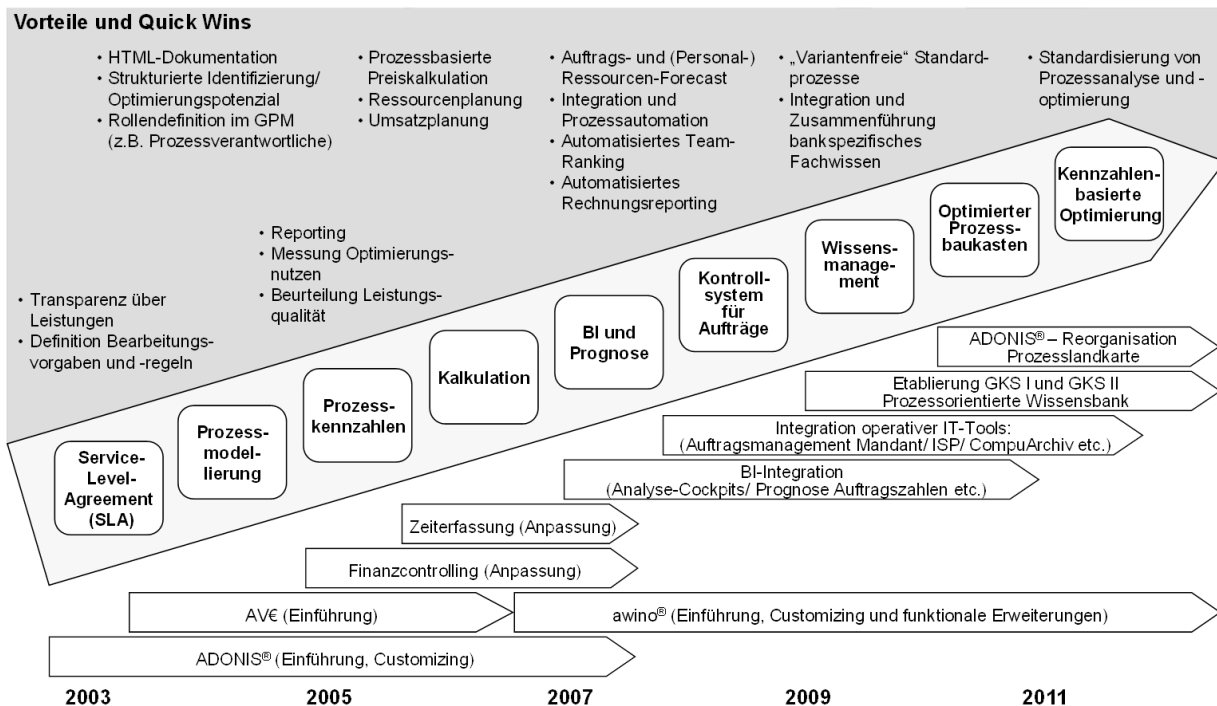 Vorteile und Quick Wins
• HTML-Dokumentation
• Strukturierte Identifizierung/
Optimierungspotenzial
• Rollendefinition im GPM
(z.B. Prozessverantwortliche)
• Prozessbasierte
Preiskalkulation
• Ressourcenplanung
• Umsatzplanung
• Auftrags- und (Personal-)
Ressourcen-Forecast
• Integration und
Prozessautomation
• Automatisiertes Team-
Ranking
• Automatisiertes
Rechnungsreporting
• „Variantenfreie“ Standard-
prozesse
• Integration und
Zusammenführung
bankspezifisches
Fachwissen
• Standardisierung von
Prozessanalyse und -
optimierung
• Transparenz über
Leistungen
• Definition Bearbeitungs-
vorgaben und -regeln
• Reporting
• Messung Optimierungs-
nutzen
• Beurteilung Leistungs-
qualität
Service-
Level-
Agreement
(SLA)
Prozess-
model-
lierung
Prozess-
kennzahlen
Kalkulation
BI und
Prognose
Kontroll-
system
für
Aufträge
Wissens-
manage-
ment
Optimierter
Prozess-
baukasten
Kennzahlen-
basierte
Optimierung
ADONIS® – Reorganisation
Prozesslandkarte
Etablierung GKS I und GKS II
Prozessorientierte Wissensbank
Integration operativer IT-Tools:
(Auftragsmanagement Mandant/ ISP/ CompuArchiv etc.)
BI-Integration
(Analyse-Cockpits/ Prognose Auftragszahlen etc.)
Zeiterfassung (Anpassung)
Finanzcontrolling (Anpassung)
AV€ (Einführung)
awino® (Einführung, Customizing und funktionale Erweiterungen)
ADONIS® (Einführung, Customizing)
2003
2005
2007
2009
2011